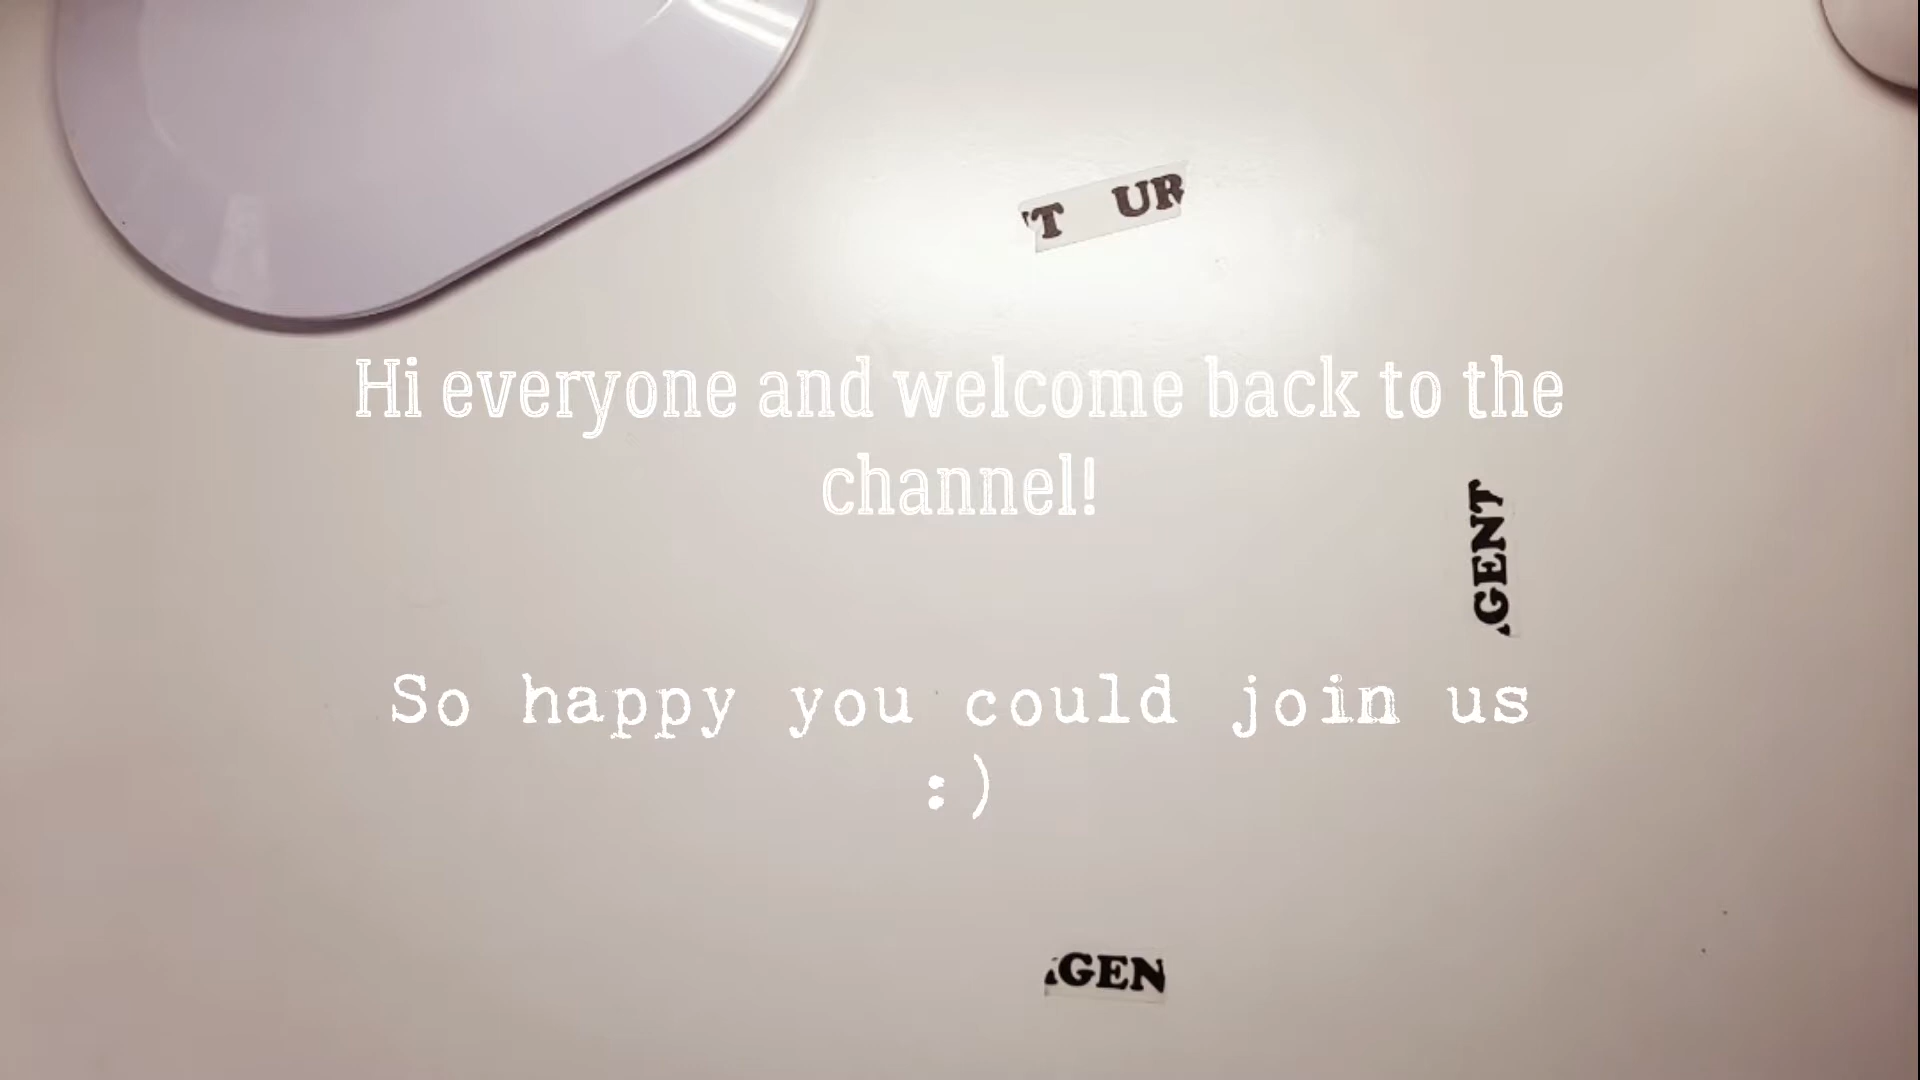 T UR
Hi everyone and welcome back to the
channel!
GENT
So happy you could join us
:)
GEN